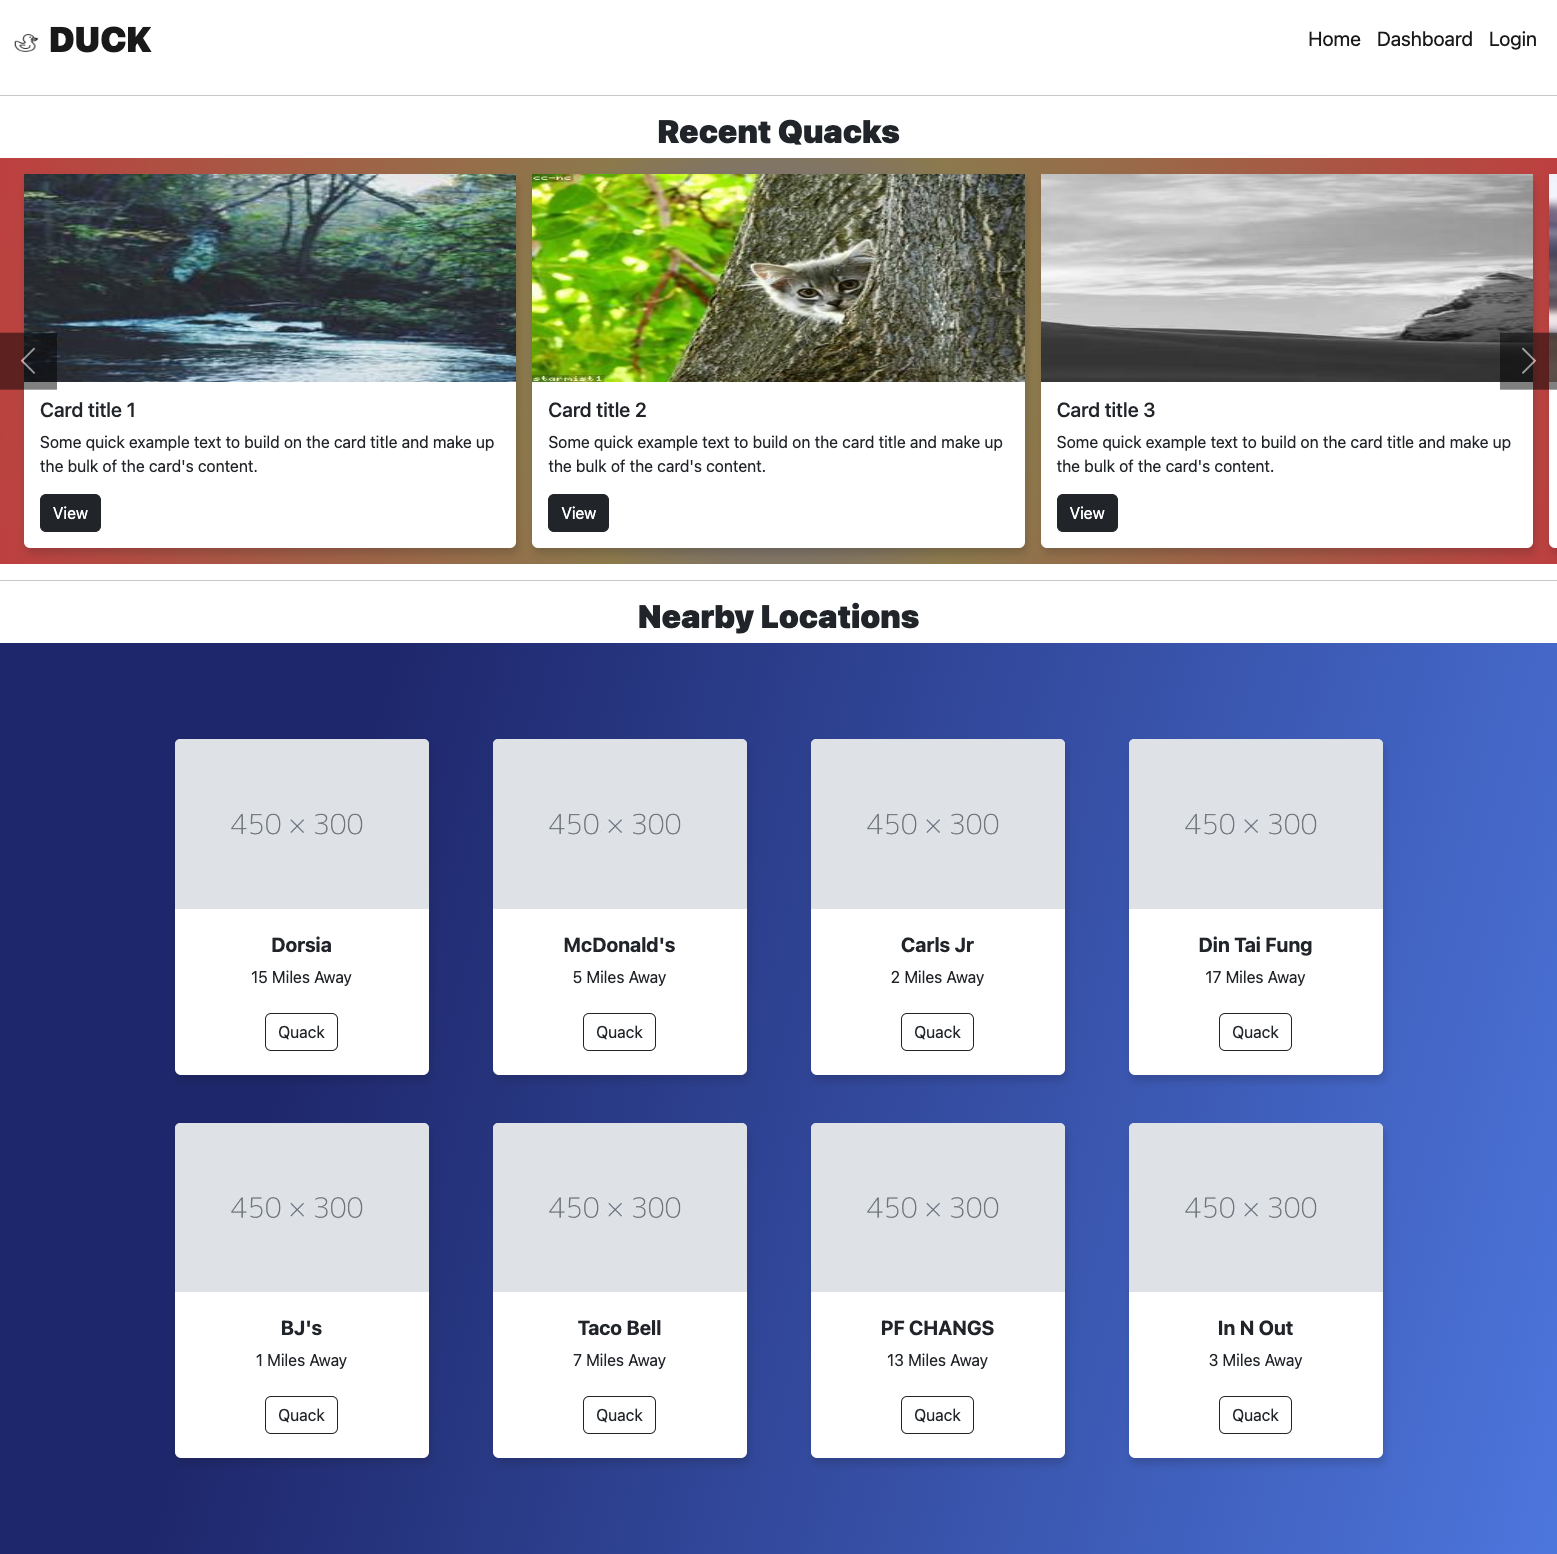 DUCK
Home Dashboard Login
Recent Quacks
cc-nc
starmist1
Card title 1
Some quick example text to build on the card title and make up
the bulk of the card's content.
View
Card title 2
Some quick example text to build on the card title and make up
the bulk of the card's content.
View
Card title 3
Some quick example text to build on the card title and make up
the bulk of the card's content.
View
Nearby Locations
450 × 300
Dorsia
15 Miles Away
Quack
450 × 300
McDonald's
5 Miles Away
Quack
450 × 300
Carls Jr
2 Miles Away
Quack
450 × 300
Din Tai Fung
17 Miles Away
Quack
450 × 300
BJ's
1 Miles Away
Quack
450 × 300
Taco Bell
7 Miles Away
Quack
450 × 300
PF CHANGS
13 Miles Away
Quack
450 × 300
In N Out
3 Miles Away
Quack